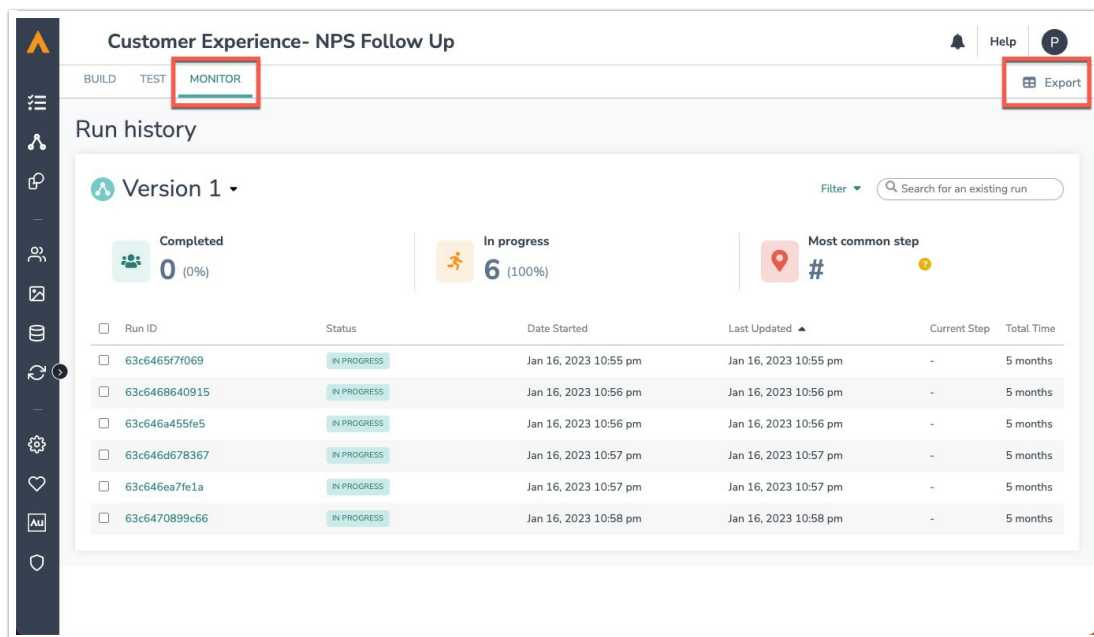 Customer Experience- NPS Follow Up
Help
P
BUILD TEST MONITOR
Export
Run history
Version 1
Filter
Search for an existing run
Completed
0 (0%)
In progress
6 (100%)
Most common step
#
?
Run ID Status Date Started Last Updated Current Step Total Time
63c6465f7f069 IN PROGRESS Jan 16, 2023 10:55 pm Jan 16, 2023 10:55 pm - 5 months
63c6468640915 IN PROGRESS Jan 16, 2023 10:56 pm Jan 16, 2023 10:56 pm - 5 months
63c646a455fe5 IN PROGRESS Jan 16, 2023 10:56 pm Jan 16, 2023 10:56 pm - 5 months
63c646d678367 IN PROGRESS Jan 16, 2023 10:57 pm Jan 16, 2023 10:57 pm - 5 months
63c646ea7fe1a IN PROGRESS Jan 16, 2023 10:57 pm Jan 16, 2023 10:57 pm - 5 months
63c6470899c66 IN PROGRESS Jan 16, 2023 10:58 pm Jan 16, 2023 10:58 pm - 5 months
Au